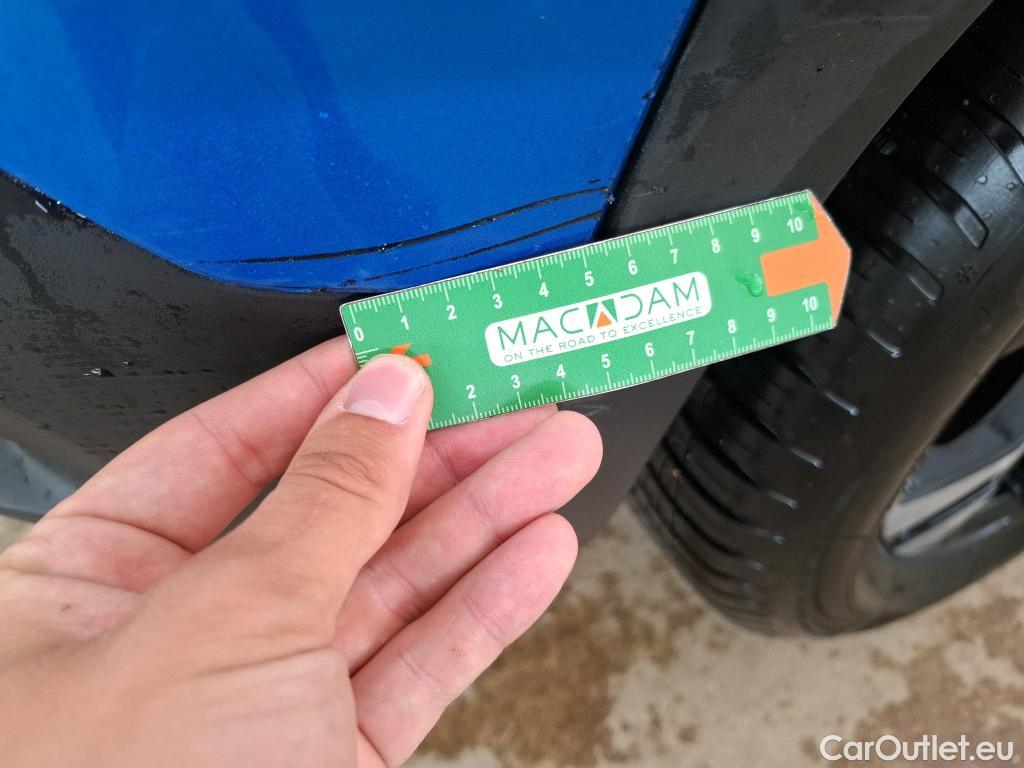 0 1 2 3 4 5 6 7 8 9 10
MACADAM
ON THE ROAD TO EXCELLENCE
2 3 4 5 6 7 8 9 10
CarOutlet.eu